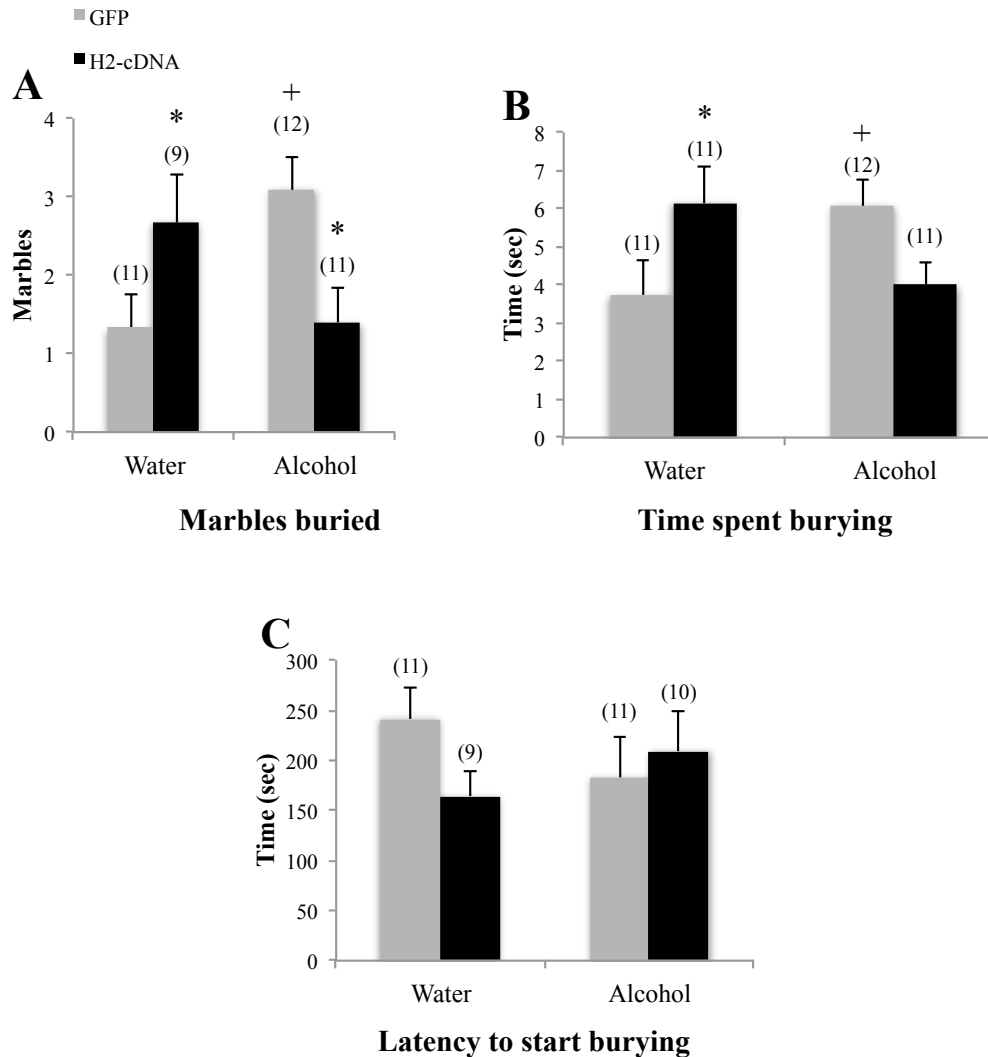 GFP
H2-cDNA
A
Marbles
4
3
2
1
0
(11)
*
(9)
+
(12)
*
(11)
Water Alcohol
Marbles buried
B
Time (sec)
8
7
6
5
4
3
2
1
0
(11)
*
(11)
+
(12)
(11)
Water Alcohol
Time spent burying
C
Time (sec)
300
250
200
150
100
50
0
(11)
(9)
(11)
(10)
Water Alcohol
Latency to start burying